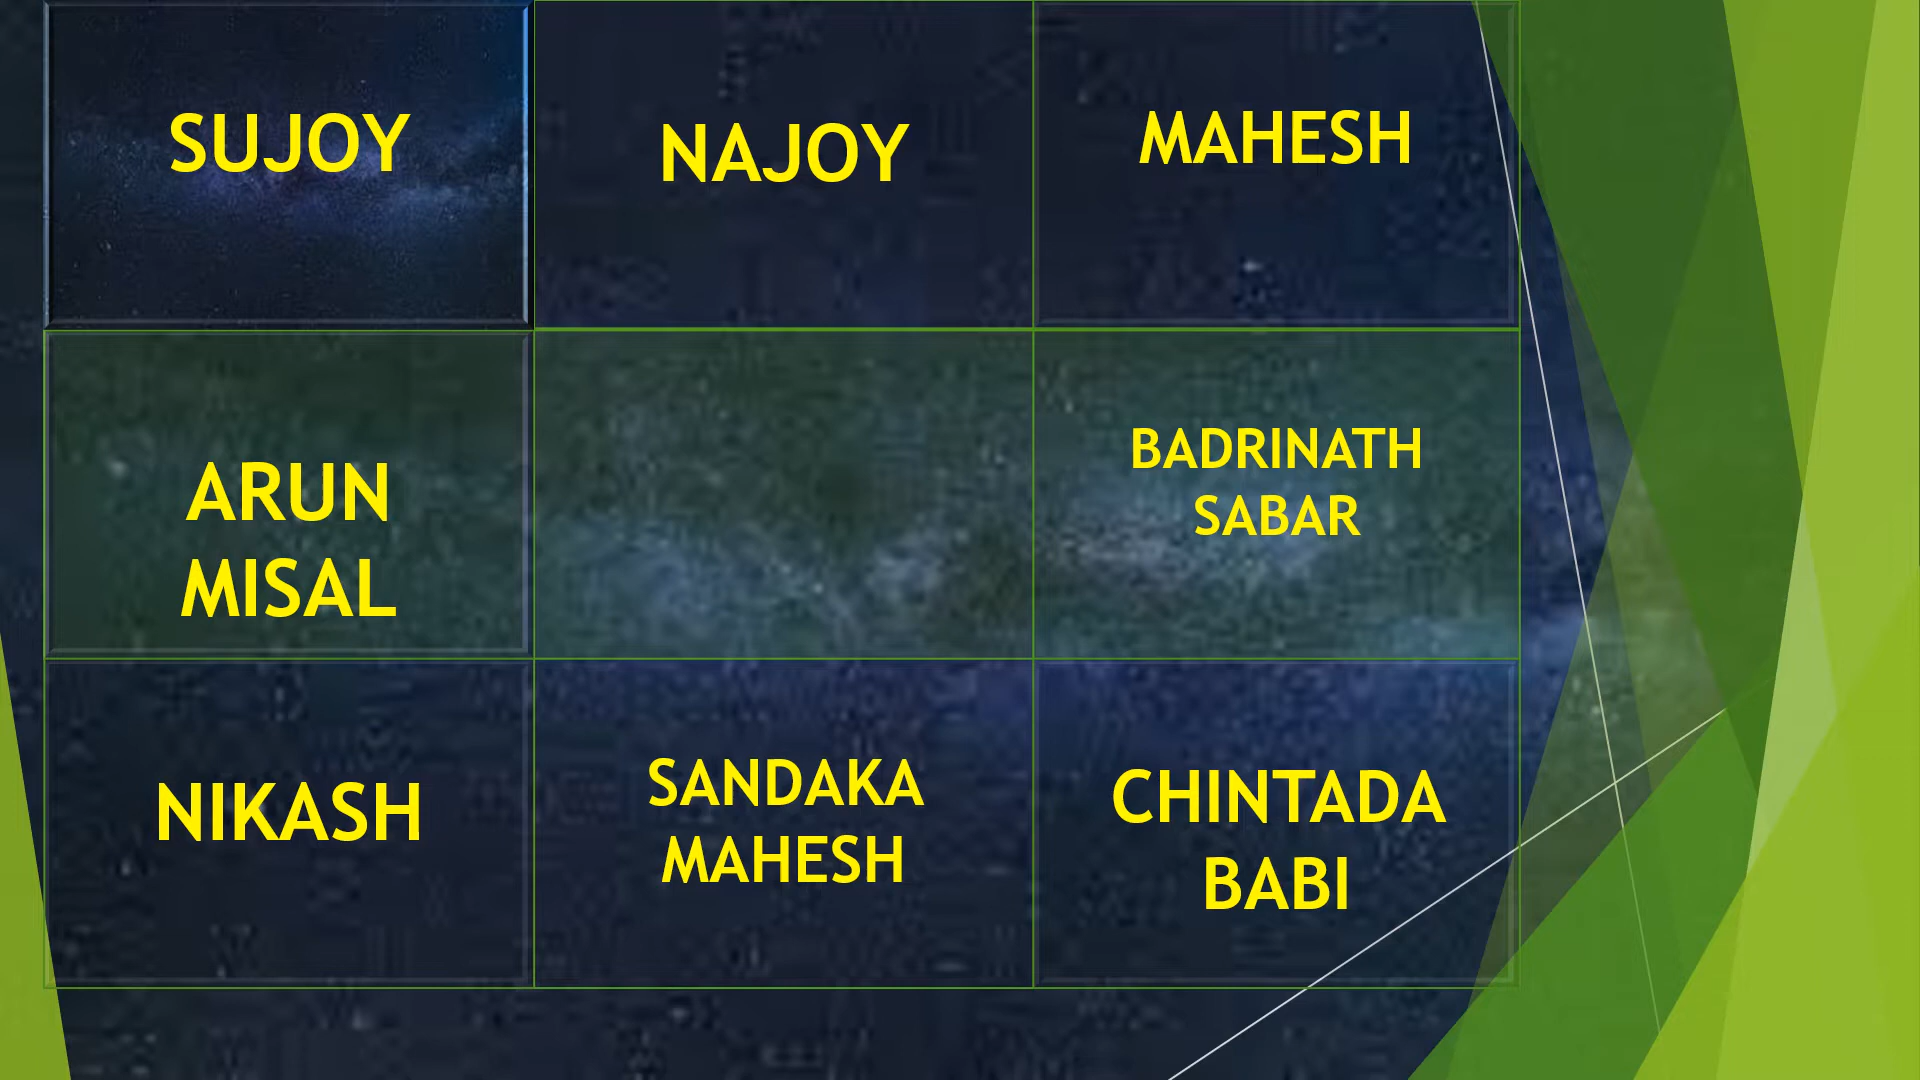 SUJOY
NAJOY
MAHESH
ARUN
MISAL
BADRINATH
SABAR
NIKASH
SANDAKA
MAHESH
CHINTADA
BABI